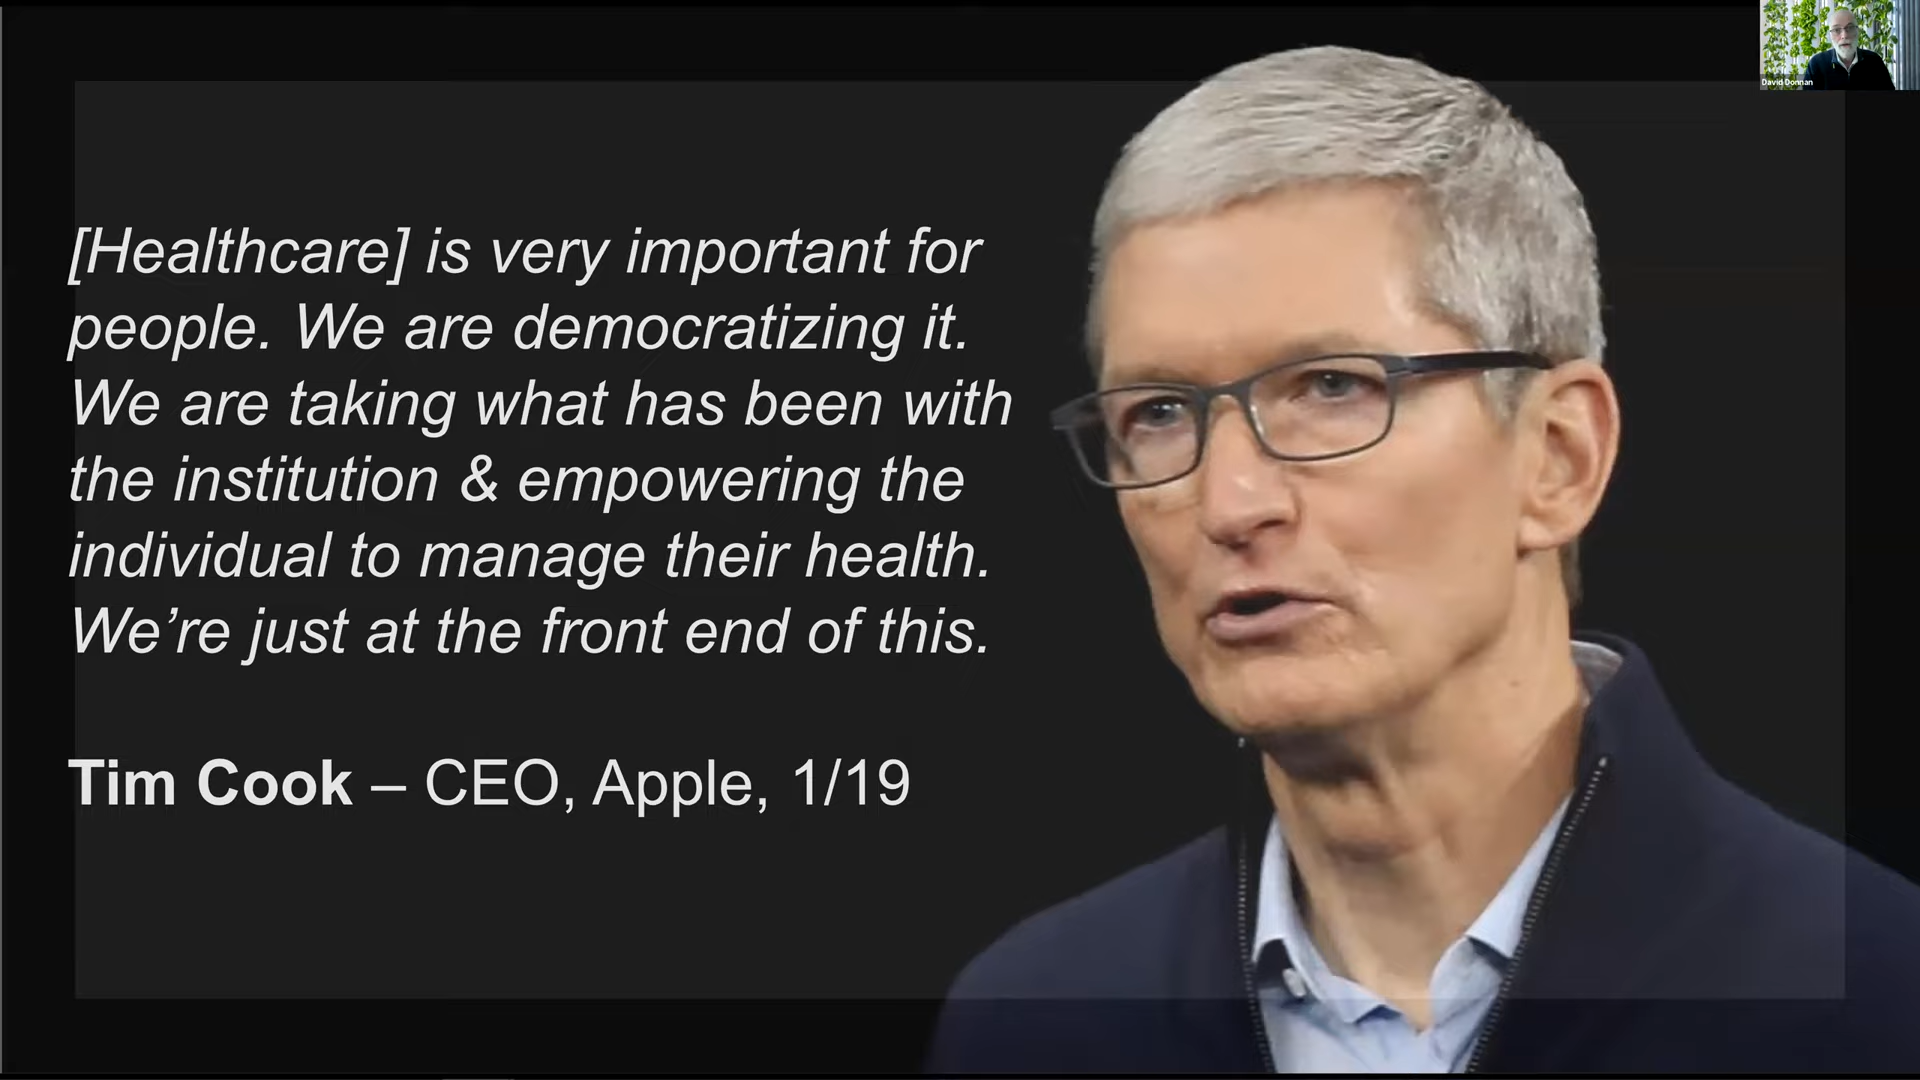 David Donnan
[Healthcare] is very important for
people. We are democratizing it.
We are taking what has been with
the institution & empowering the
individual to manage their health.
We’re just at the front end of this.
Tim Cook – CEO, Apple, 1/19